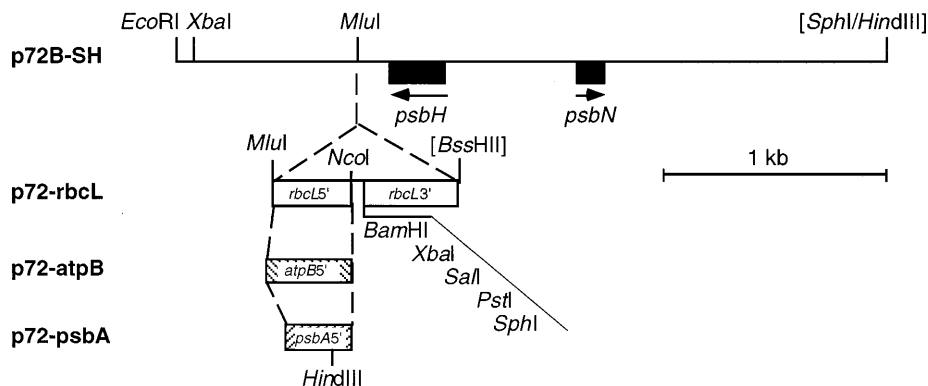 EcoRI XbaI MluI [SphI/HindIII]
p72B-SH
psbH psbN
MluI NcoI [BssHII] 1 kb
p72-rbcL rbcL5' rbcL3'
BamHI
XbaI
p72-atpB atpB5' SalI
PstI
SphI
p72-psbA psbA5'
HindIII